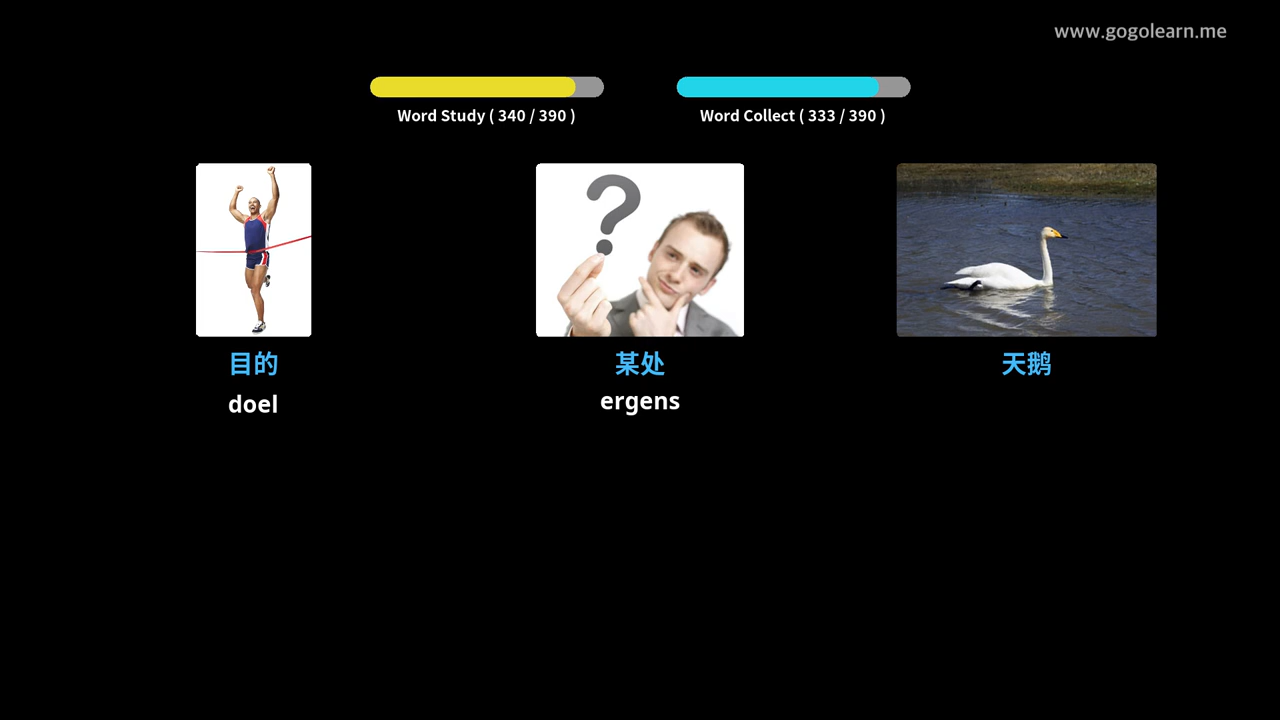 www.gogolearn.me
Word Study ( 340 / 390 )
Word Collect ( 333 / 390 )
目的
某处
天鹅
doel
ergens